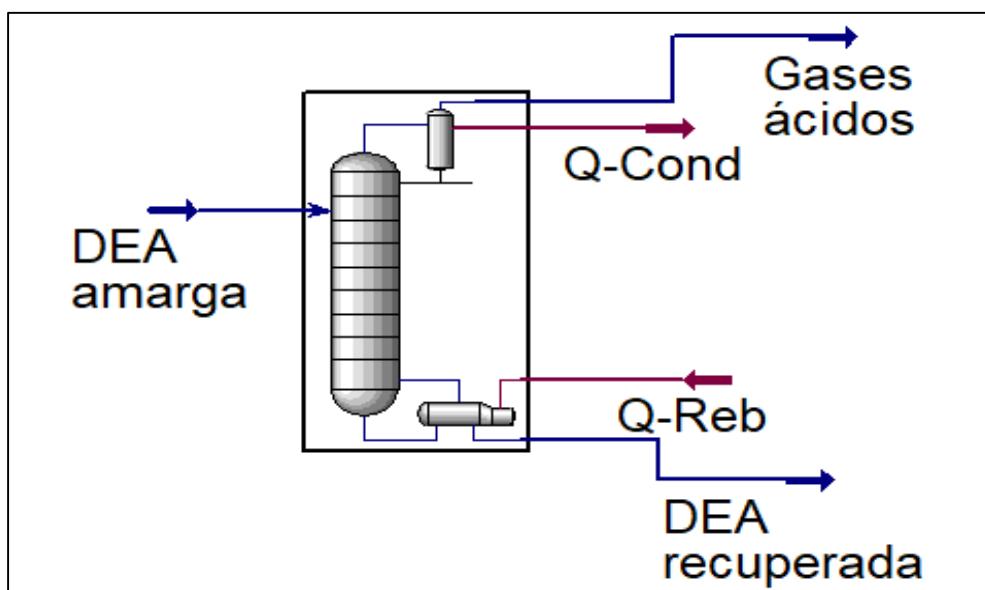 Gases
ácidos
Q-Cond
DEA
amarga
Q-Reb
DEA
recuperada